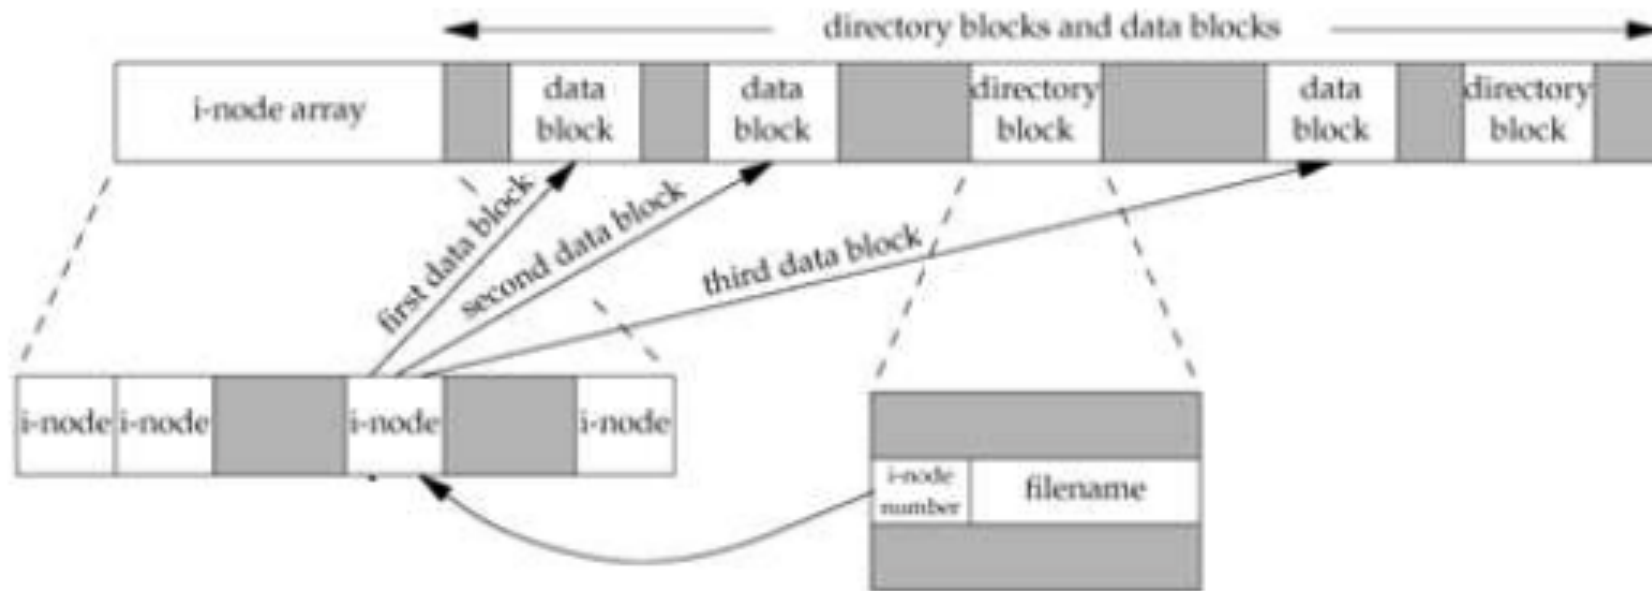 directory blocks and data blocks
i-node array
data
block
data
block
directory
block
data
block
directory
block
first data block
second data block
third data block
i-node
i-node
i-node
i-node
i-node
number
filename